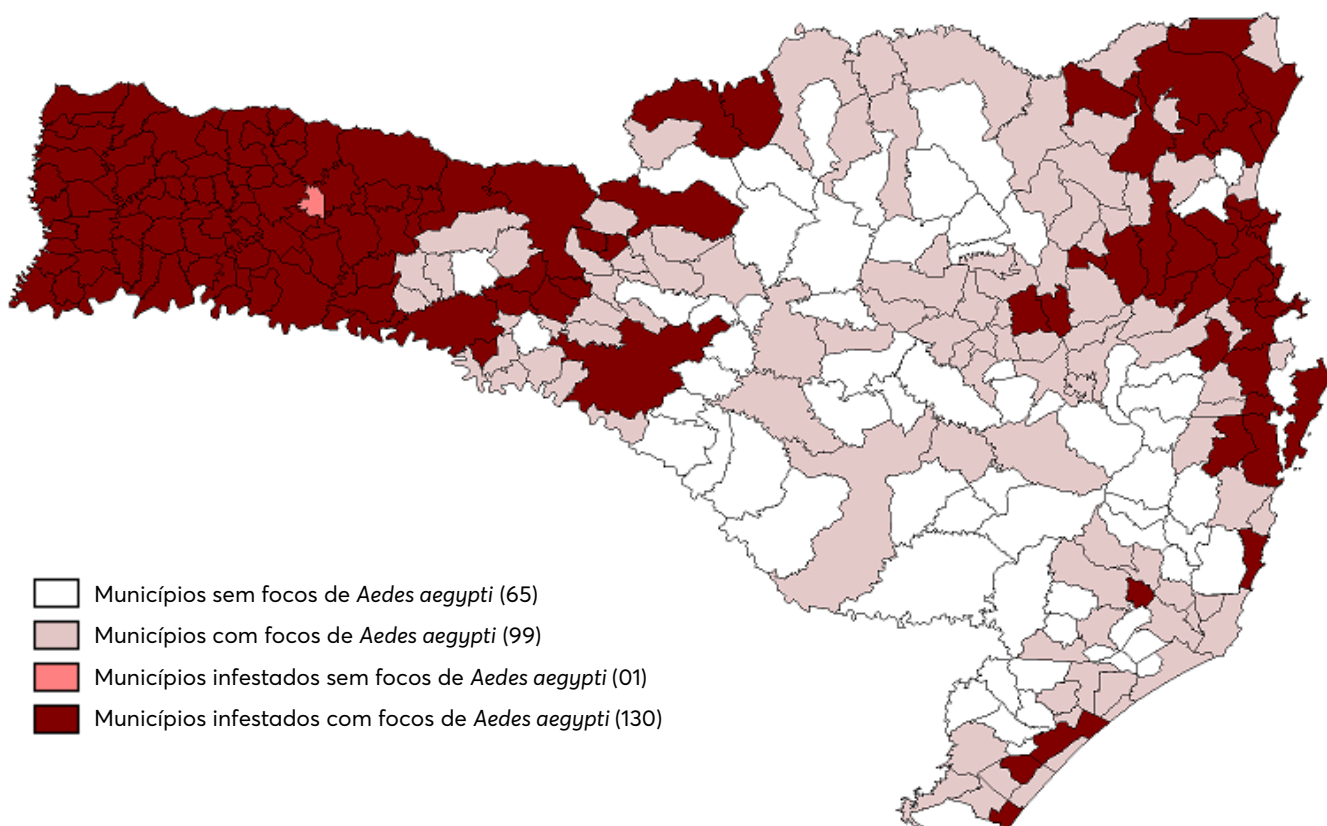 Municípios sem focos de Aedes aegypti (65)
Municípios com focos de Aedes aegypti (99)
Municípios infestados sem focos de Aedes aegypti (01)
Municípios infestados com focos de Aedes aegypti (130)